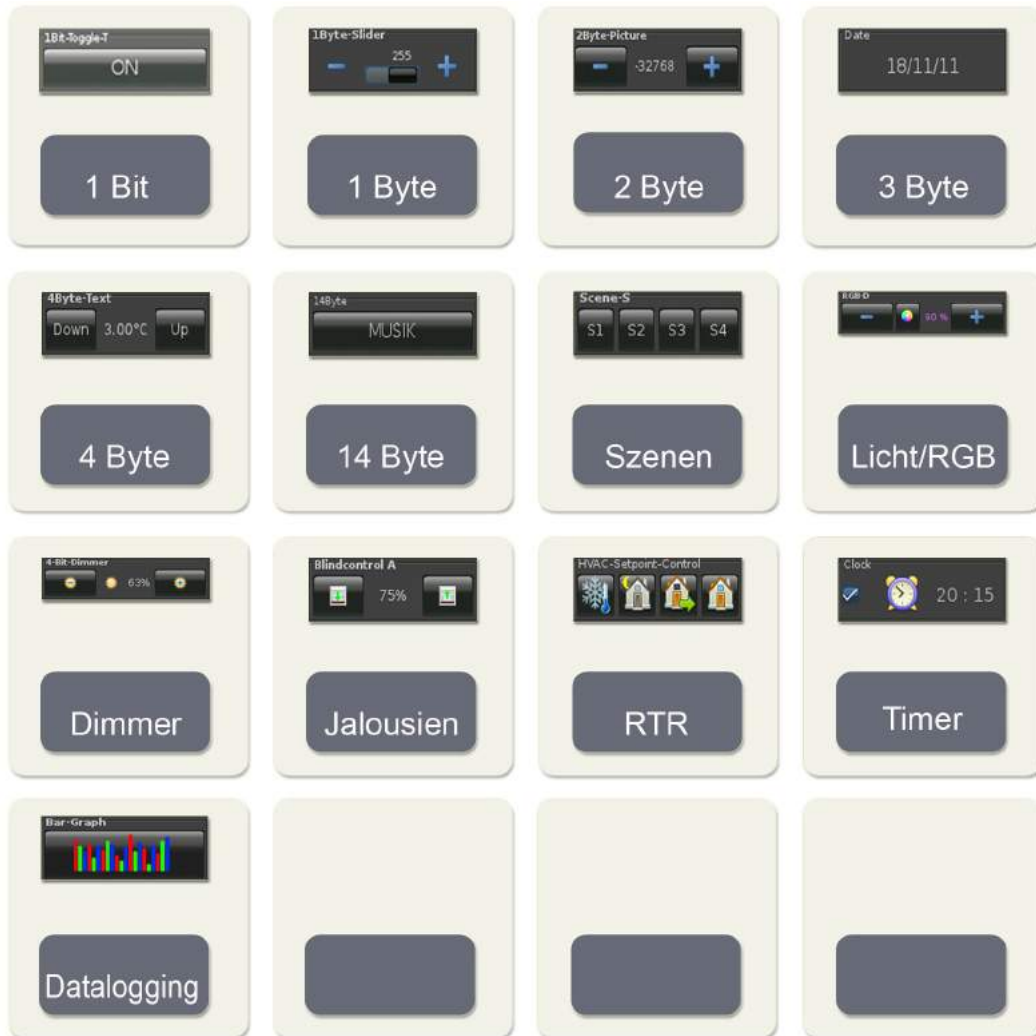 1Bit-Toggle-T
ON
1 Bit
1Byte-Slider
255
1 Byte
2Byte-Picture
-32768
2 Byte
Date
18/11/11
3 Byte
4Byte-Text
Down 3.00°C Up
4 Byte
14Byte
MUSIK
14 Byte
Scene-S
S1 S2 S3 S4
Szenen
RGB-D
90 %
Licht/RGB
4-Bit-Dimmer
63%
Dimmer
Blindcontrol A
75%
Jalousien
HVAC-Setpoint-Control
RTR
Clock
20 : 15
Timer
Bar-Graph
Datalogging